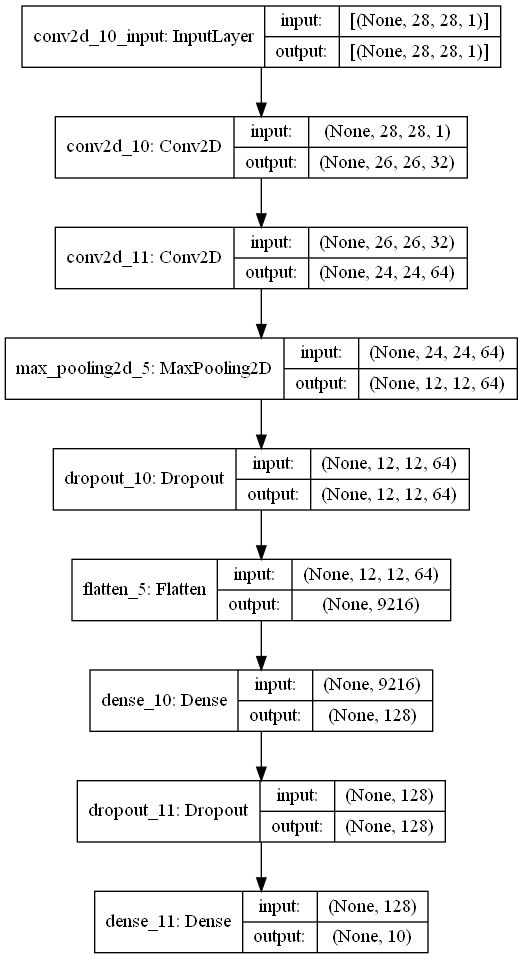 conv2d_10_input: InputLayer
input: [(None, 28, 28, 1)]
output: [(None, 28, 28, 1)]
conv2d_10: Conv2D
input: (None, 28, 28, 1)
output: (None, 26, 26, 32)
conv2d_11: Conv2D
input: (None, 26, 26, 32)
output: (None, 24, 24, 64)
max_pooling2d_5: MaxPooling2D
input: (None, 24, 24, 64)
output: (None, 12, 12, 64)
dropout_10: Dropout
input: (None, 12, 12, 64)
output: (None, 12, 12, 64)
flatten_5: Flatten
input: (None, 12, 12, 64)
output: (None, 9216)
dense_10: Dense
input: (None, 9216)
output: (None, 128)
dropout_11: Dropout
input: (None, 128)
output: (None, 128)
dense_11: Dense
input: (None, 128)
output: (None, 10)